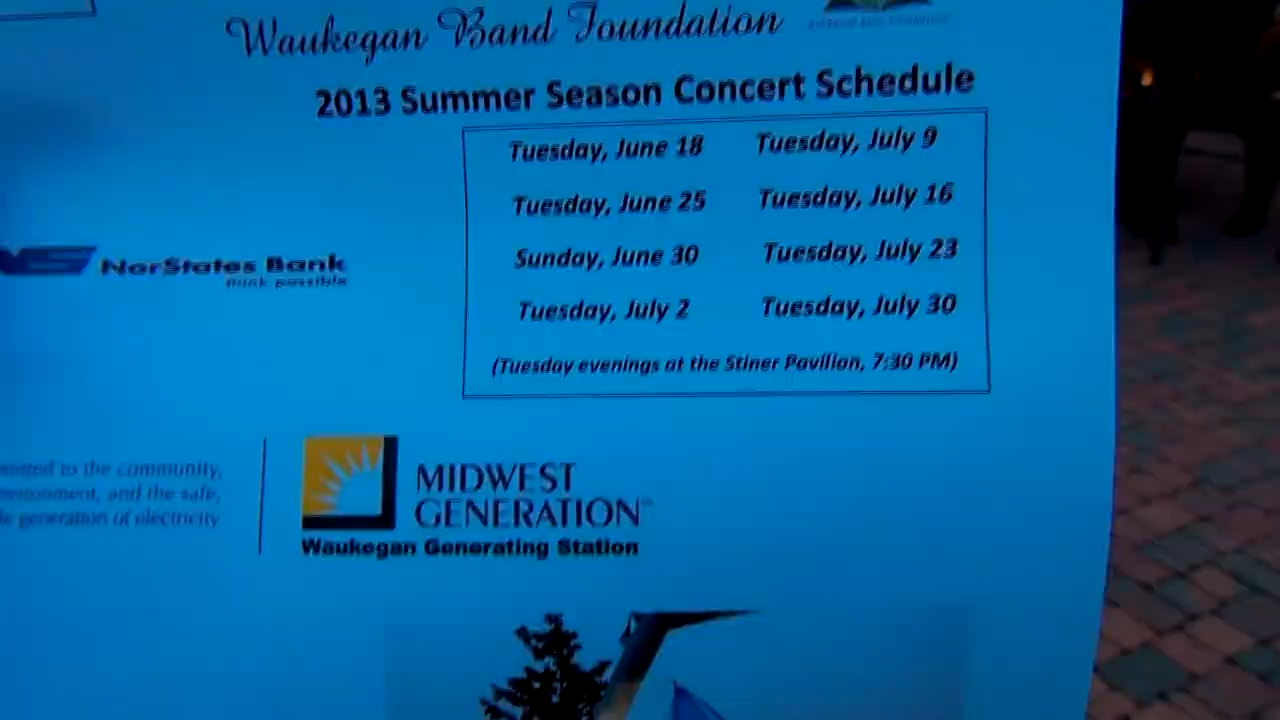 Waukegan Band Foundation
2013 Summer Season Concert Schedule
Tuesday, June 18 Tuesday, July 9
Tuesday, June 25 Tuesday, July 16
Sunday, June 30 Tuesday, July 23
Tuesday, July 2 Tuesday, July 30
(Tuesday evenings at the Stiner Pavilion, 7:30 PM)
NorStates Bank
think possible
to the community,
and the safe,
generation of electricity
MIDWEST
GENERATION
Waukegan Generating Station